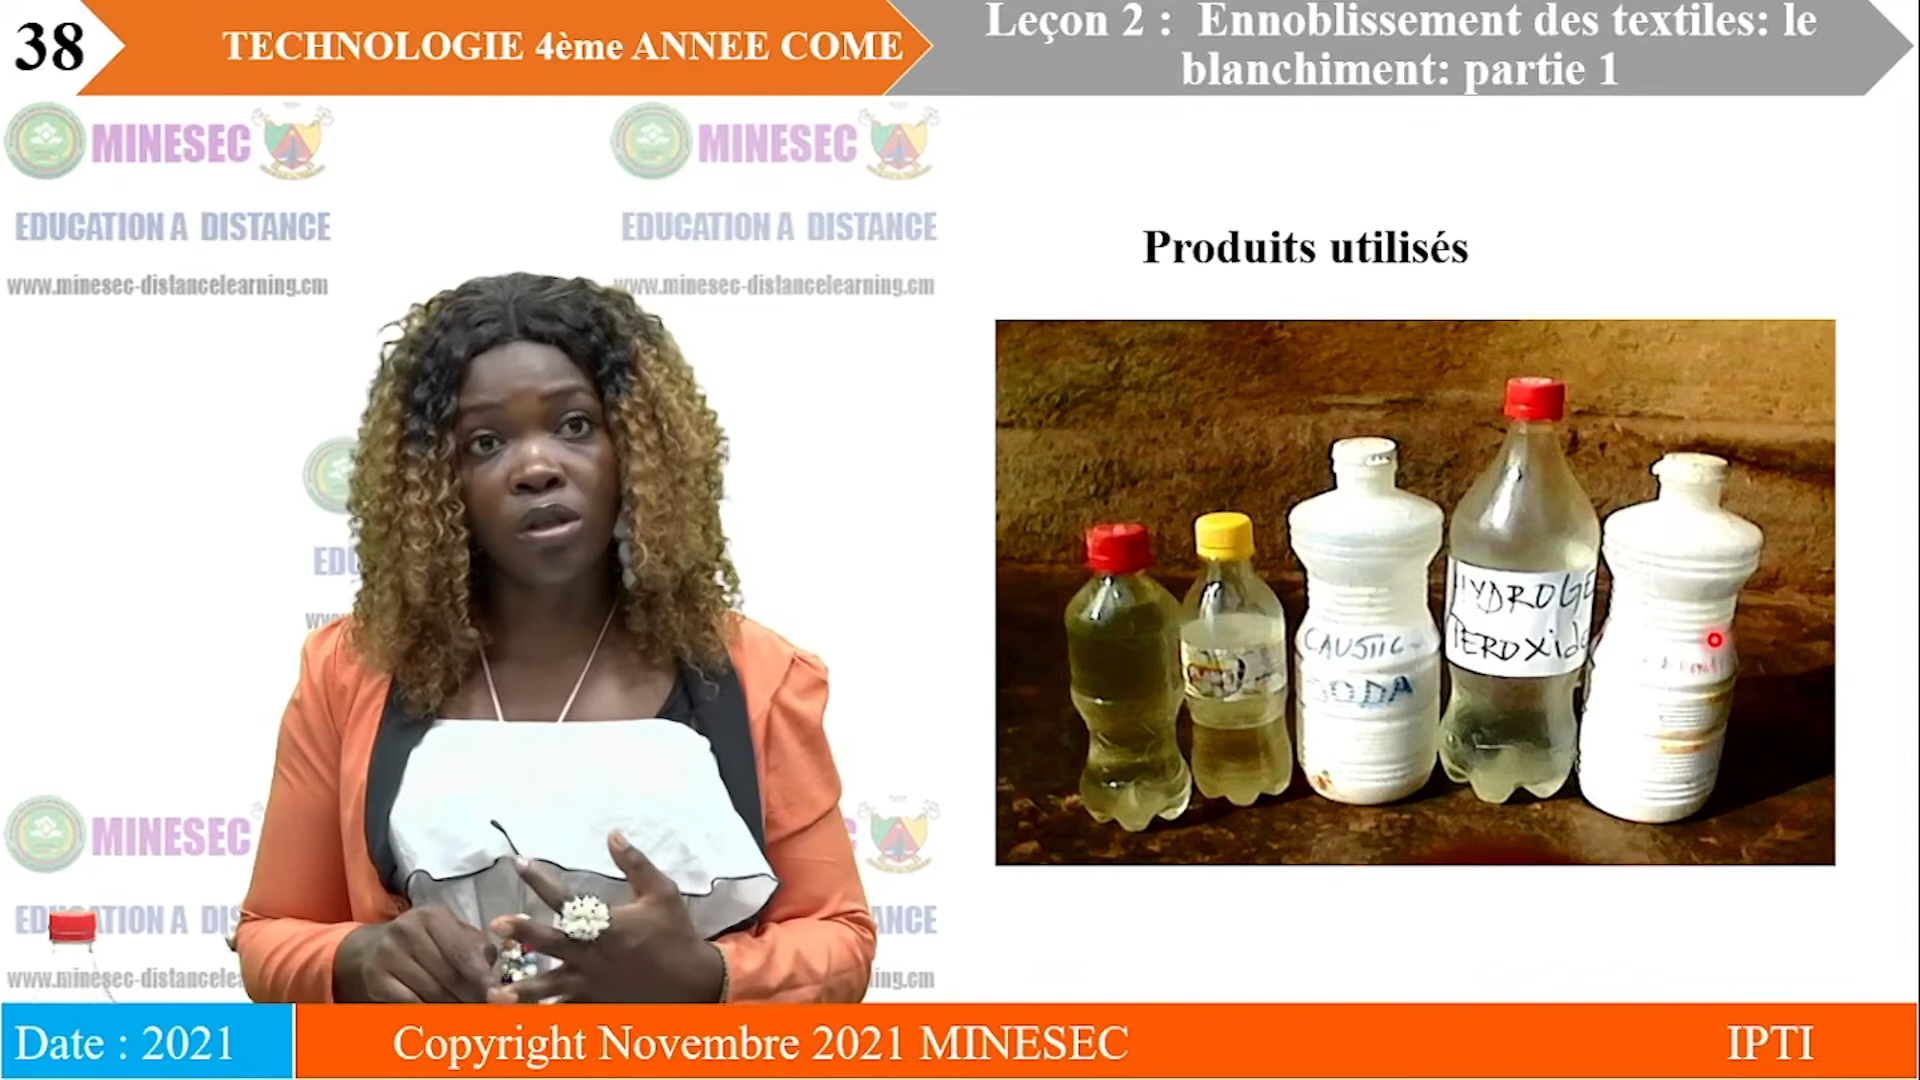 38
TECHNOLOGIE 4ème ANNEE COME
Leçon 2 : Ennoblissement des textiles: le
blanchiment: partie 1
MINESEC
EDUCATION A DISTANCE
www.minesec-distancelearning.cm
MINESEC
EDUCATION A DISTANCE
www.minesec-distancelearning.cm
Produits utilisés
CAUSTIC
SODA
HYDROGE
PEROXide
MINESEC
Date : 2021
Copyright Novembre 2021 MINESEC
IPTI